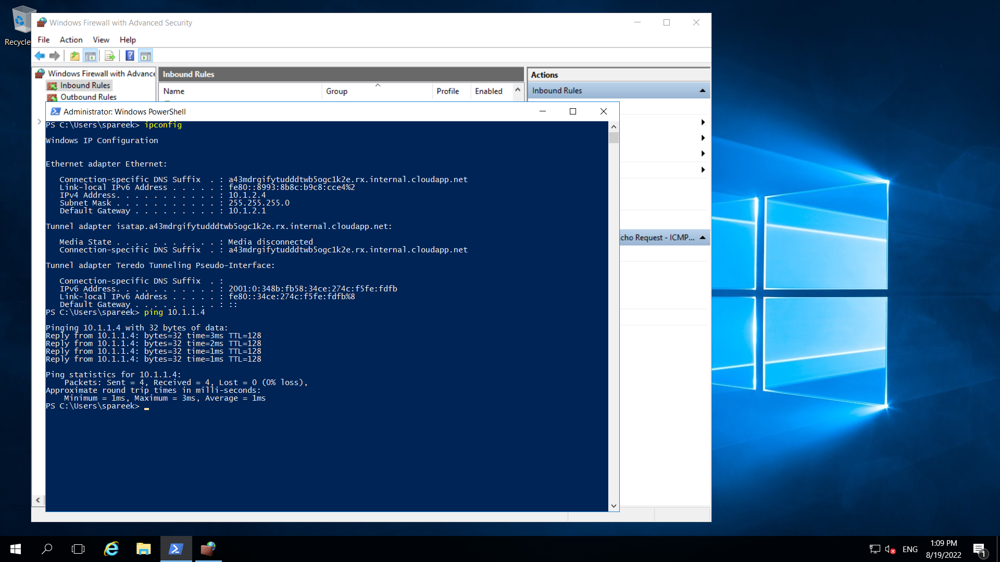 Recycle
Windows Firewall with Advanced Security
File Action View Help
Windows Firewall with Advance
Inbound Rules
Outbound Rules
Inbound Rules
Name Group Profile Enabled
Actions
Inbound Rules
cho Request - ICMP...
Administrator: Windows PowerShell
PS C:\Users\spareek> ipconfig
Windows IP Configuration
Ethernet adapter Ethernet:
Connection-specific DNS Suffix . : a43mdrgifytudddtwb5ogc1k2e.rx.internal.cloudapp.net
Link-local IPv6 Address . . . . . : fe80::8993:8b8c:b9c8:cce4%2
IPv4 Address. . . . . . . . . . . : 10.1.2.4
Subnet Mask . . . . . . . . . . . : 255.255.255.0
Default Gateway . . . . . . . . . : 10.1.2.1
Tunnel adapter isatap.a43mdrgifytudddtwb5ogc1k2e.rx.internal.cloudapp.net:
Media State . . . . . . . . . . . : Media disconnected
Connection-specific DNS Suffix . : a43mdrgifytudddtwb5ogc1k2e.rx.internal.cloudapp.net
Tunnel adapter Teredo Tunneling Pseudo-Interface:
Connection-specific DNS Suffix . :
IPv6 Address. . . . . . . . . . . : 2001:0:348b:fb58:34ce:274c:f5fe:fdfb
Link-local IPv6 Address . . . . . : fe80::34ce:274c:f5fe:fdfb%8
Default Gateway . . . . . . . . . : ::
PS C:\Users\spareek> ping 10.1.1.4
Pinging 10.1.1.4 with 32 bytes of data:
Reply from 10.1.1.4: bytes=32 time=3ms TTL=128
Reply from 10.1.1.4: bytes=32 time=2ms TTL=128
Reply from 10.1.1.4: bytes=32 time=1ms TTL=128
Reply from 10.1.1.4: bytes=32 time=1ms TTL=128
Ping statistics for 10.1.1.4:
Packets: Sent = 4, Received = 4, Lost = 0 (0% loss),
Approximate round trip times in milli-seconds:
Minimum = 1ms, Maximum = 3ms, Average = 1ms
PS C:\Users\spareek>
ENG
1:09 PM
8/19/2022
1